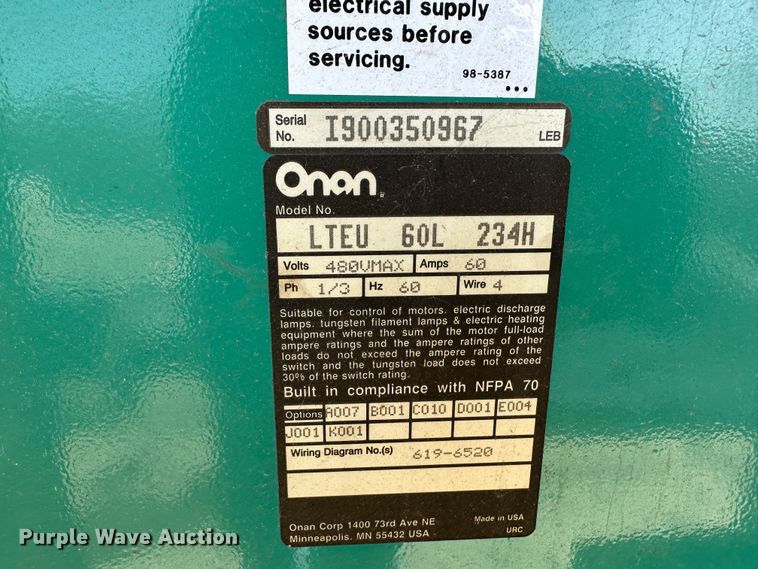 electrical supply
sources before
servicing.
98-5387
Serial No. I900350967 LEB
Onan
Model No.
LTEU 60L 234H
Volts 480VMAX Amps 60
Ph 1/3 Hz 60 Wire 4
Suitable for control of motors. electric discharge
lamps. tungsten filament lamps & electric heating
equipment where the sum of the motor full-load
ampere ratings and the ampere ratings of other
loads do not exceed the ampere rating of the
switch and the tungsten load does not exceed
30% of the switch rating.
Built in compliance with NFPA 70
Options A007 B001 C010 D001 E004
J001 K001
Wiring Diagram No.(s) 619-6520
Onan Corp 1400 73rd Ave NE Made in USA
Minneapolis. MN 55432 USA URC
Purple Wave Auction